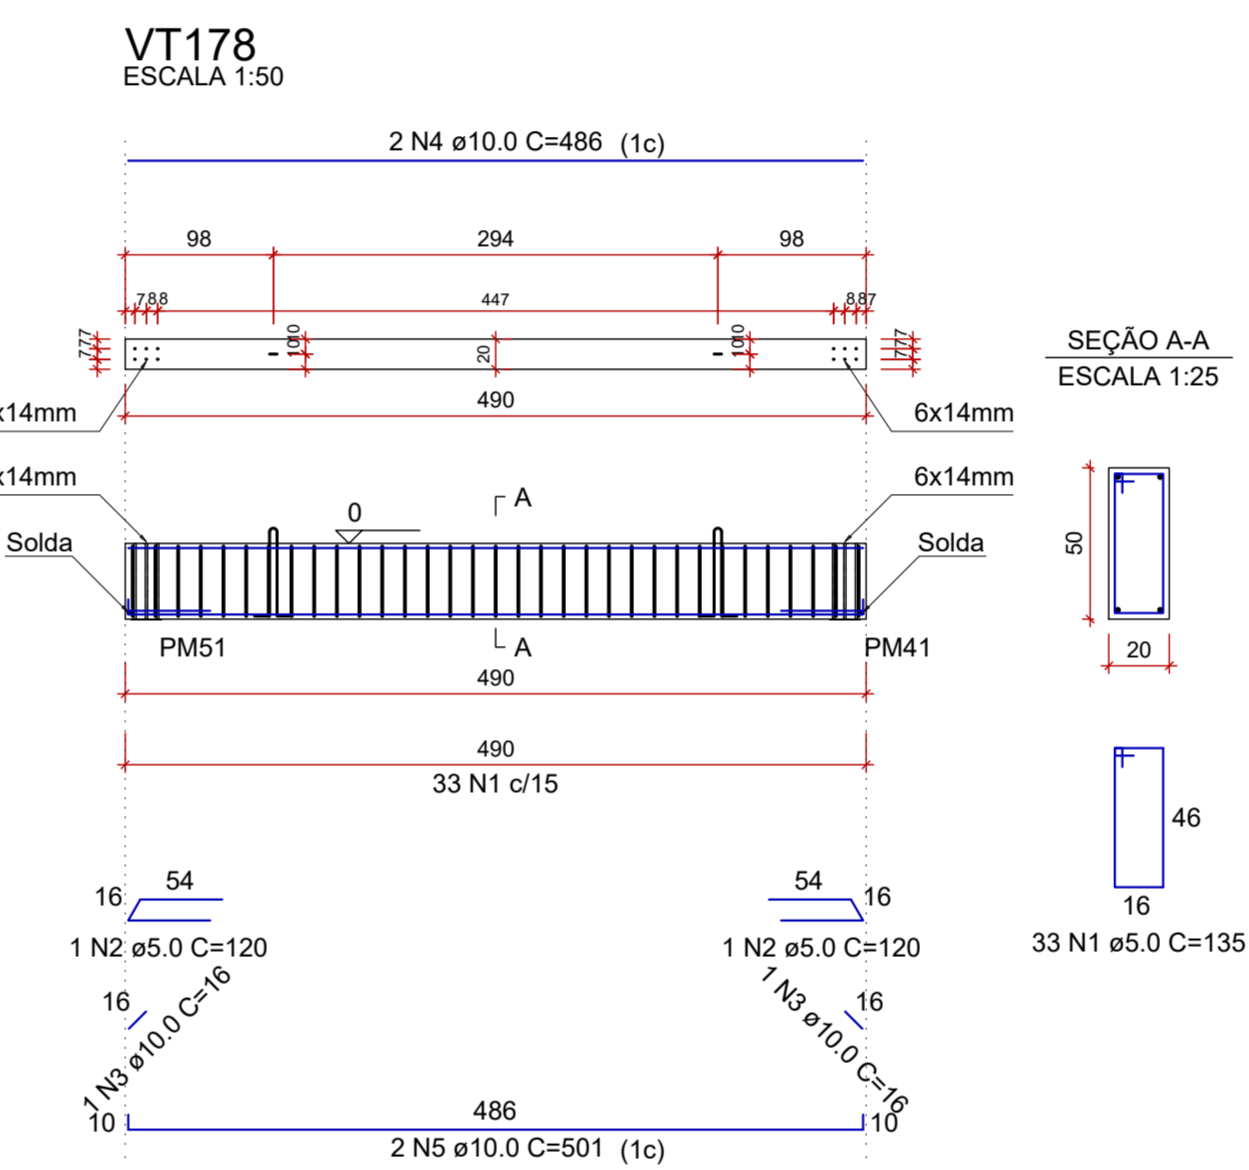 VT178
ESCALA 1:50
2 N4 ø10.0 C=486 (1c)
98 294 98
7 8 8 447 8 8 7
7 7 7 10 10 20 10 10 7 7 7
490
x14mm 6x14mm
SEÇÃO A-A
ESCALA 1:25
x14mm 6x14mm
A
0
Solda Solda
50
PM51 A PM41
20
490
490
33 N1 c/15
46
16
33 N1 ø5.0 C=135
16 54 54 16
1 N2 ø5.0 C=120 1 N2 ø5.0 C=120
16 16
1 N3 ø10.0 C=16 1 N3 ø10.0 C=16
10 486 10
2 N5 ø10.0 C=501 (1c)